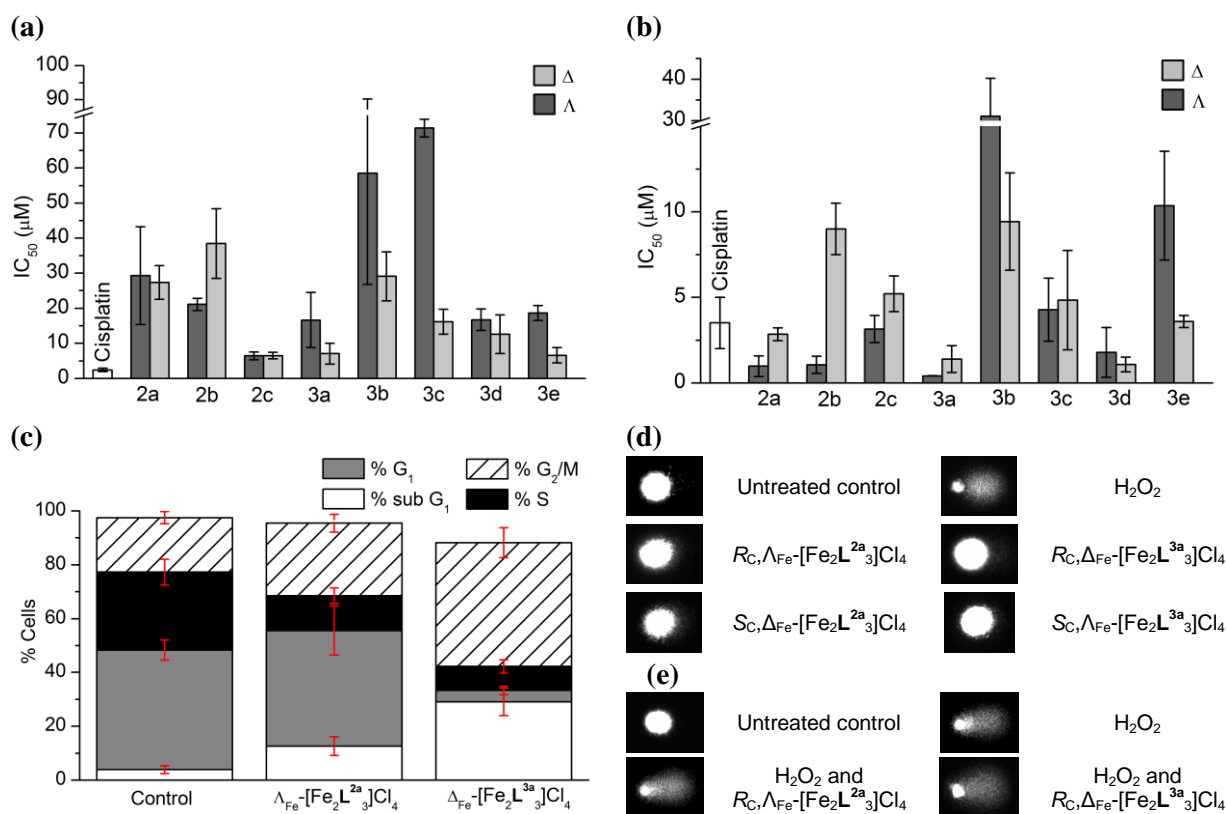 (a)
100
90
70
60
50
40
30
20
10
0
IC50 (μM)
Δ
Λ
Cisplatin
2a 2b 2c 3a 3b 3c 3d 3e
(b)
40
30
10
5
0
IC50 (μM)
Δ
Λ
Cisplatin
2a 2b 2c 3a 3b 3c 3d 3e
(c)
% G1 % G2/M
% sub G1 % S
100
80
60
40
20
0
% Cells
Control ΛFe-[Fe2L2a3]Cl4 ΔFe-[Fe2L3a3]Cl4
(d)
Untreated control H2O2
RC,ΛFe-[Fe2L2a3]Cl4 RC,ΔFe-[Fe2L3a3]Cl4
SC,ΔFe-[Fe2L2a3]Cl4 SC,ΛFe-[Fe2L3a3]Cl4
(e)
Untreated control H2O2
H2O2 and H2O2 and
RC,ΛFe-[Fe2L2a3]Cl4 RC,ΔFe-[Fe2L3a3]Cl4